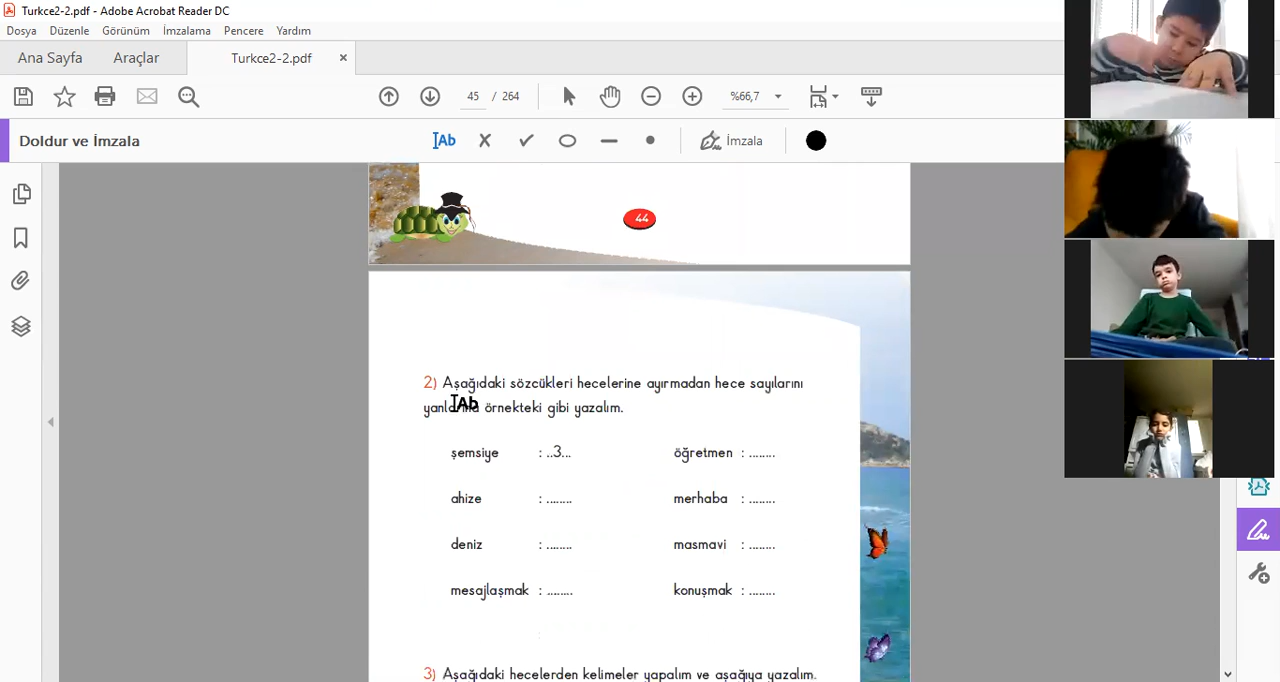 Turkce2-2.pdf - Adobe Acrobat Reader DC
Dosya Düzenle Görünüm İmzalama Pencere Yardım
Ana Sayfa Araçlar Turkce2-2.pdf ×
45 / 264 %66,7
Doldur ve İmzala IAb İmzala
44
2) Aşağıdaki sözcükleri hecelerine ayırmadan hece sayılarını
örnekteki gibi yazalım.
IAb
şemsiye : ..3... öğretmen : ........
ahize : ........ merhaba : ........
deniz : ........ masmavi : ........
mesajlaşmak : ........ konuşmak : ........
3) Aşağıdaki hecelerden kelimeler yapalım ve aşağıya yazalım.